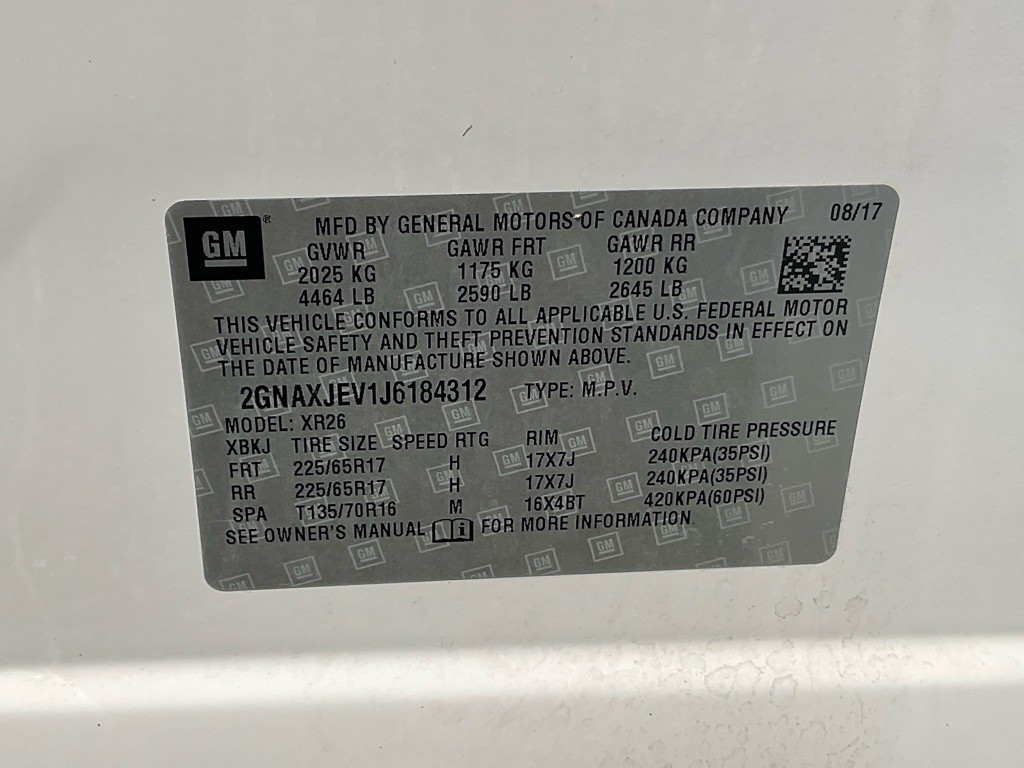 GM ® MFD BY GENERAL MOTORS OF CANADA COMPANY 08/17
GVWR GAWR FRT GAWR RR
2025 KG 1175 KG 1200 KG
4464 LB 2590 LB 2645 LB
THIS VEHICLE CONFORMS TO ALL APPLICABLE U.S. FEDERAL MOTOR
VEHICLE SAFETY AND THEFT PREVENTION STANDARDS IN EFFECT ON
THE DATE OF MANUFACTURE SHOWN ABOVE.
2GNAXJEV1J6184312 TYPE: M.P.V.
MODEL: XR26
XBKJ TIRE SIZE SPEED RTG RIM COLD TIRE PRESSURE
FRT 225/65R17 H 17X7J 240KPA(35PSI)
RR 225/65R17 H 17X7J 240KPA(35PSI)
SPA T135/70R16 M 16X4BT 420KPA(60PSI)
SEE OWNER'S MANUAL FOR MORE INFORMATION